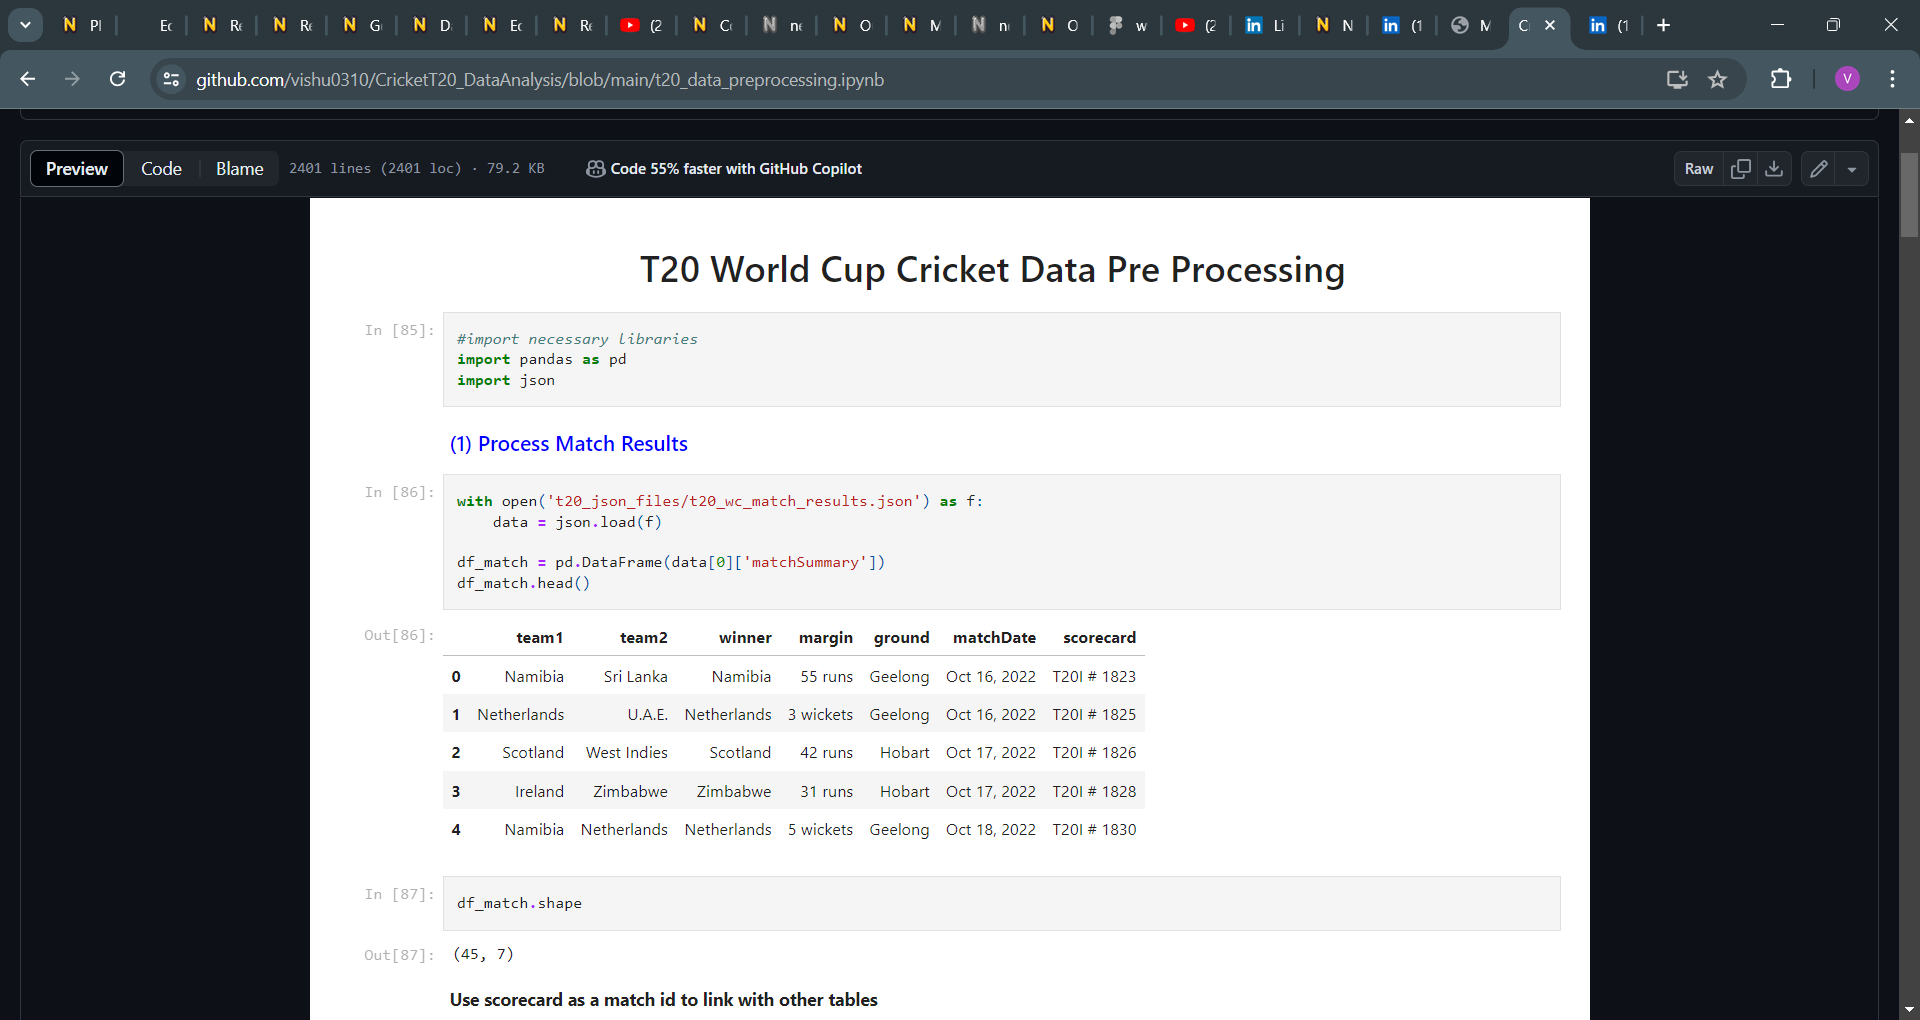 Pl Ec Re Re G D Ec Re (2 C ne O M n O w (2 Li N (1 M C (1
github.com/vishu0310/CricketT20_DataAnalysis/blob/main/t20_data_preprocessing.ipynb
V
Preview Code Blame 2401 lines (2401 loc) · 79.2 KB Code 55% faster with GitHub Copilot Raw
T20 World Cup Cricket Data Pre Processing
In [85]:
#import necessary libraries
import pandas as pd
import json
(1) Process Match Results
In [86]:
with open('t20_json_files/t20_wc_match_results.json') as f:
    data = json.load(f)
df_match = pd.DataFrame(data[0]['matchSummary'])
df_match.head()
Out[86]:
team1 team2 winner margin ground matchDate scorecard
0 Namibia Sri Lanka Namibia 55 runs Geelong Oct 16, 2022 T20I # 1823
1 Netherlands U.A.E. Netherlands 3 wickets Geelong Oct 16, 2022 T20I # 1825
2 Scotland West Indies Scotland 42 runs Hobart Oct 17, 2022 T20I # 1826
3 Ireland Zimbabwe Zimbabwe 31 runs Hobart Oct 17, 2022 T20I # 1828
4 Namibia Netherlands Netherlands 5 wickets Geelong Oct 18, 2022 T20I # 1830
In [87]:
df_match.shape
Out[87]:
(45, 7)
Use scorecard as a match id to link with other tables